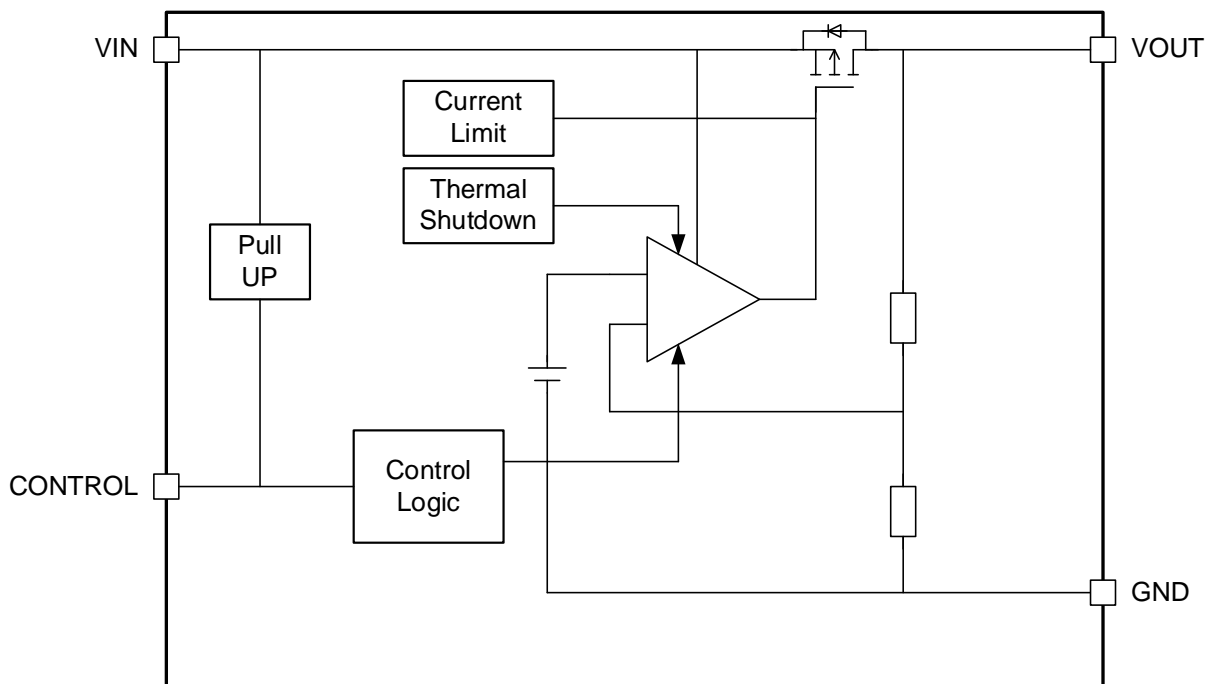 VIN
VOUT
Current
Limit
Thermal
Shutdown
Pull
UP
CONTROL
Control
Logic
GND